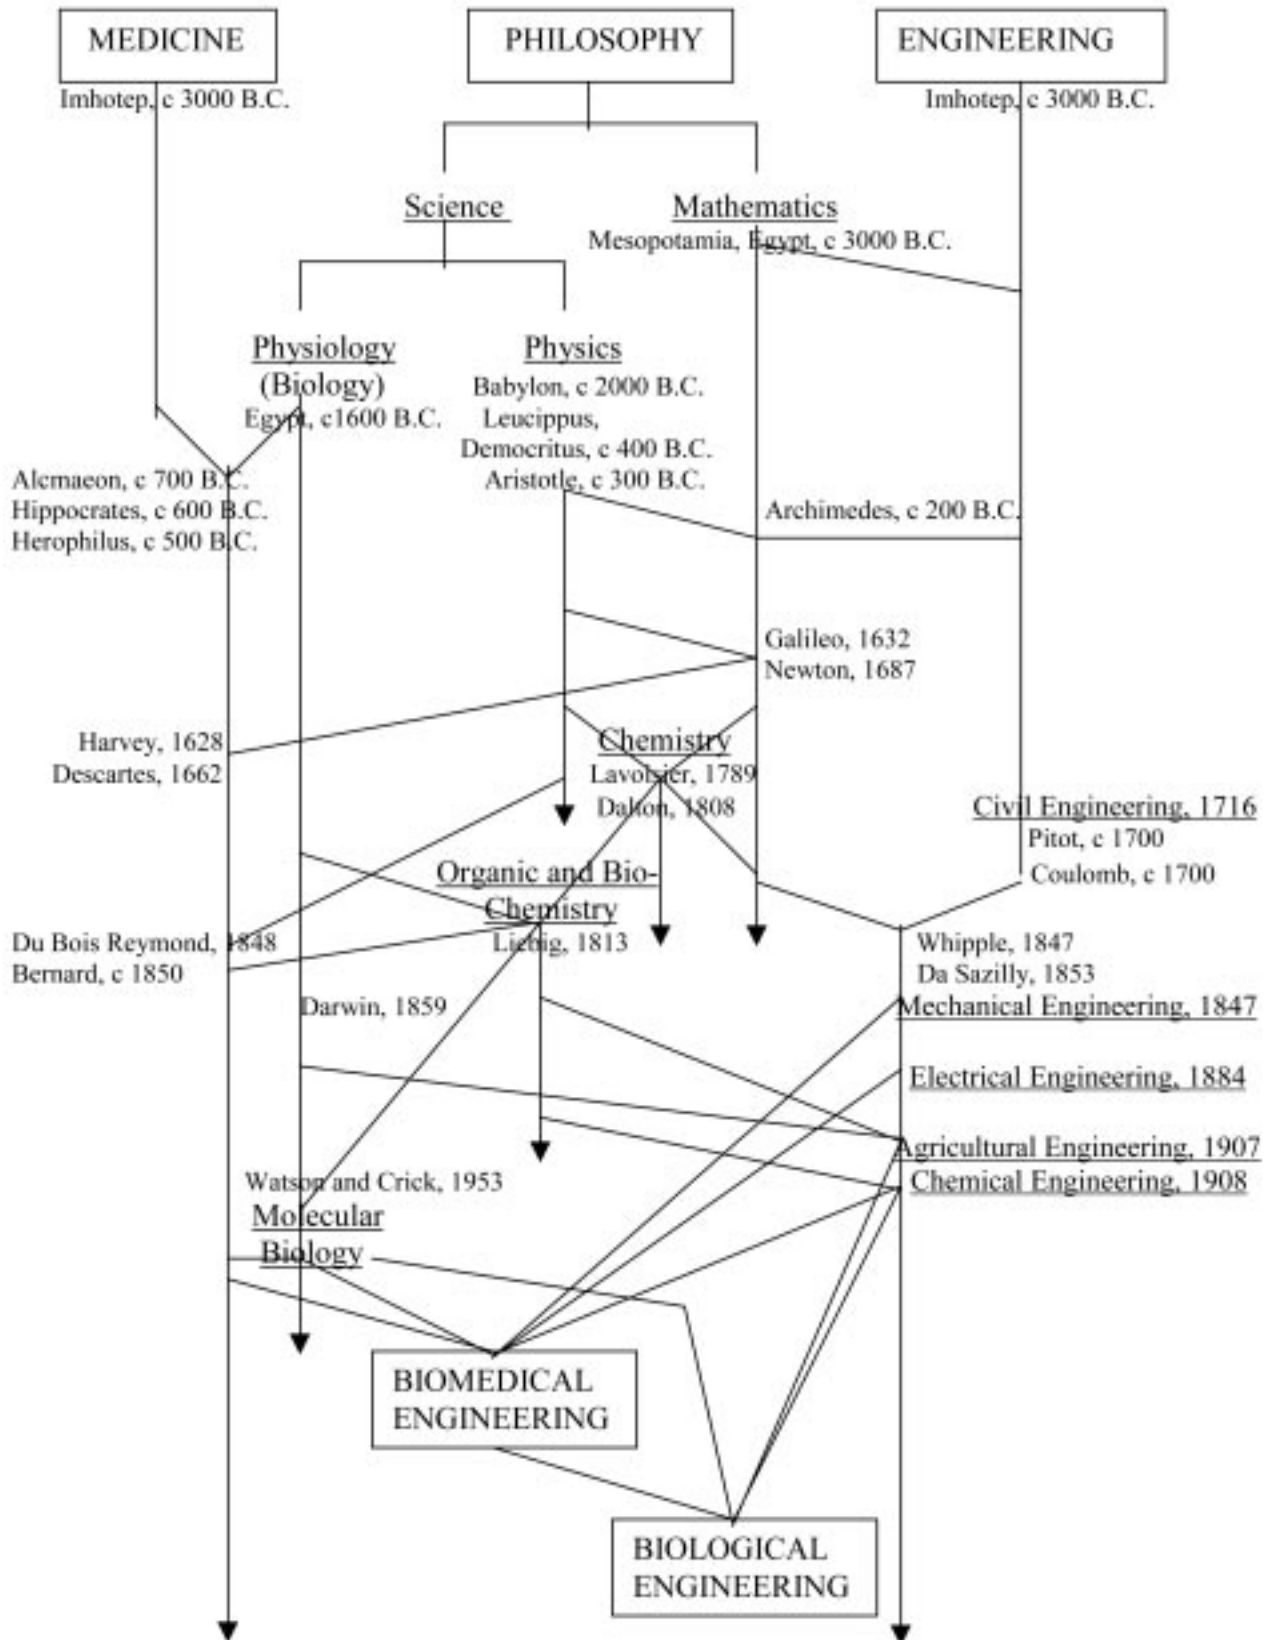 MEDICINE
PHILOSOPHY
ENGINEERING
Imhotep, c 3000 B.C.
Imhotep, c 3000 B.C.
Science
Mathematics
Mesopotamia, Egypt, c 3000 B.C.
Physiology
(Biology)
Egypt, c1600 B.C.
Physics
Babylon, c 2000 B.C.
Leucippus,
Democritus, c 400 B.C.
Aristotle, c 300 B.C.
Alcmaeon, c 700 B.C.
Hippocrates, c 600 B.C.
Herophilus, c 500 B.C.
Archimedes, c 200 B.C.
Galileo, 1632
Newton, 1687
Harvey, 1628
Descartes, 1662
Chemistry
Lavoisier, 1789
Dalton, 1808
Civil Engineering, 1716
Pitot, c 1700
Coulomb, c 1700
Organic and Bio-
Chemistry
Liebig, 1813
Du Bois Reymond, 1848
Bernard, c 1850
Whipple, 1847
Da Sazilly, 1853
Mechanical Engineering, 1847
Darwin, 1859
Electrical Engineering, 1884
Agricultural Engineering, 1907
Chemical Engineering, 1908
Watson and Crick, 1953
Molecular
Biology
BIOMEDICAL
ENGINEERING
BIOLOGICAL
ENGINEERING